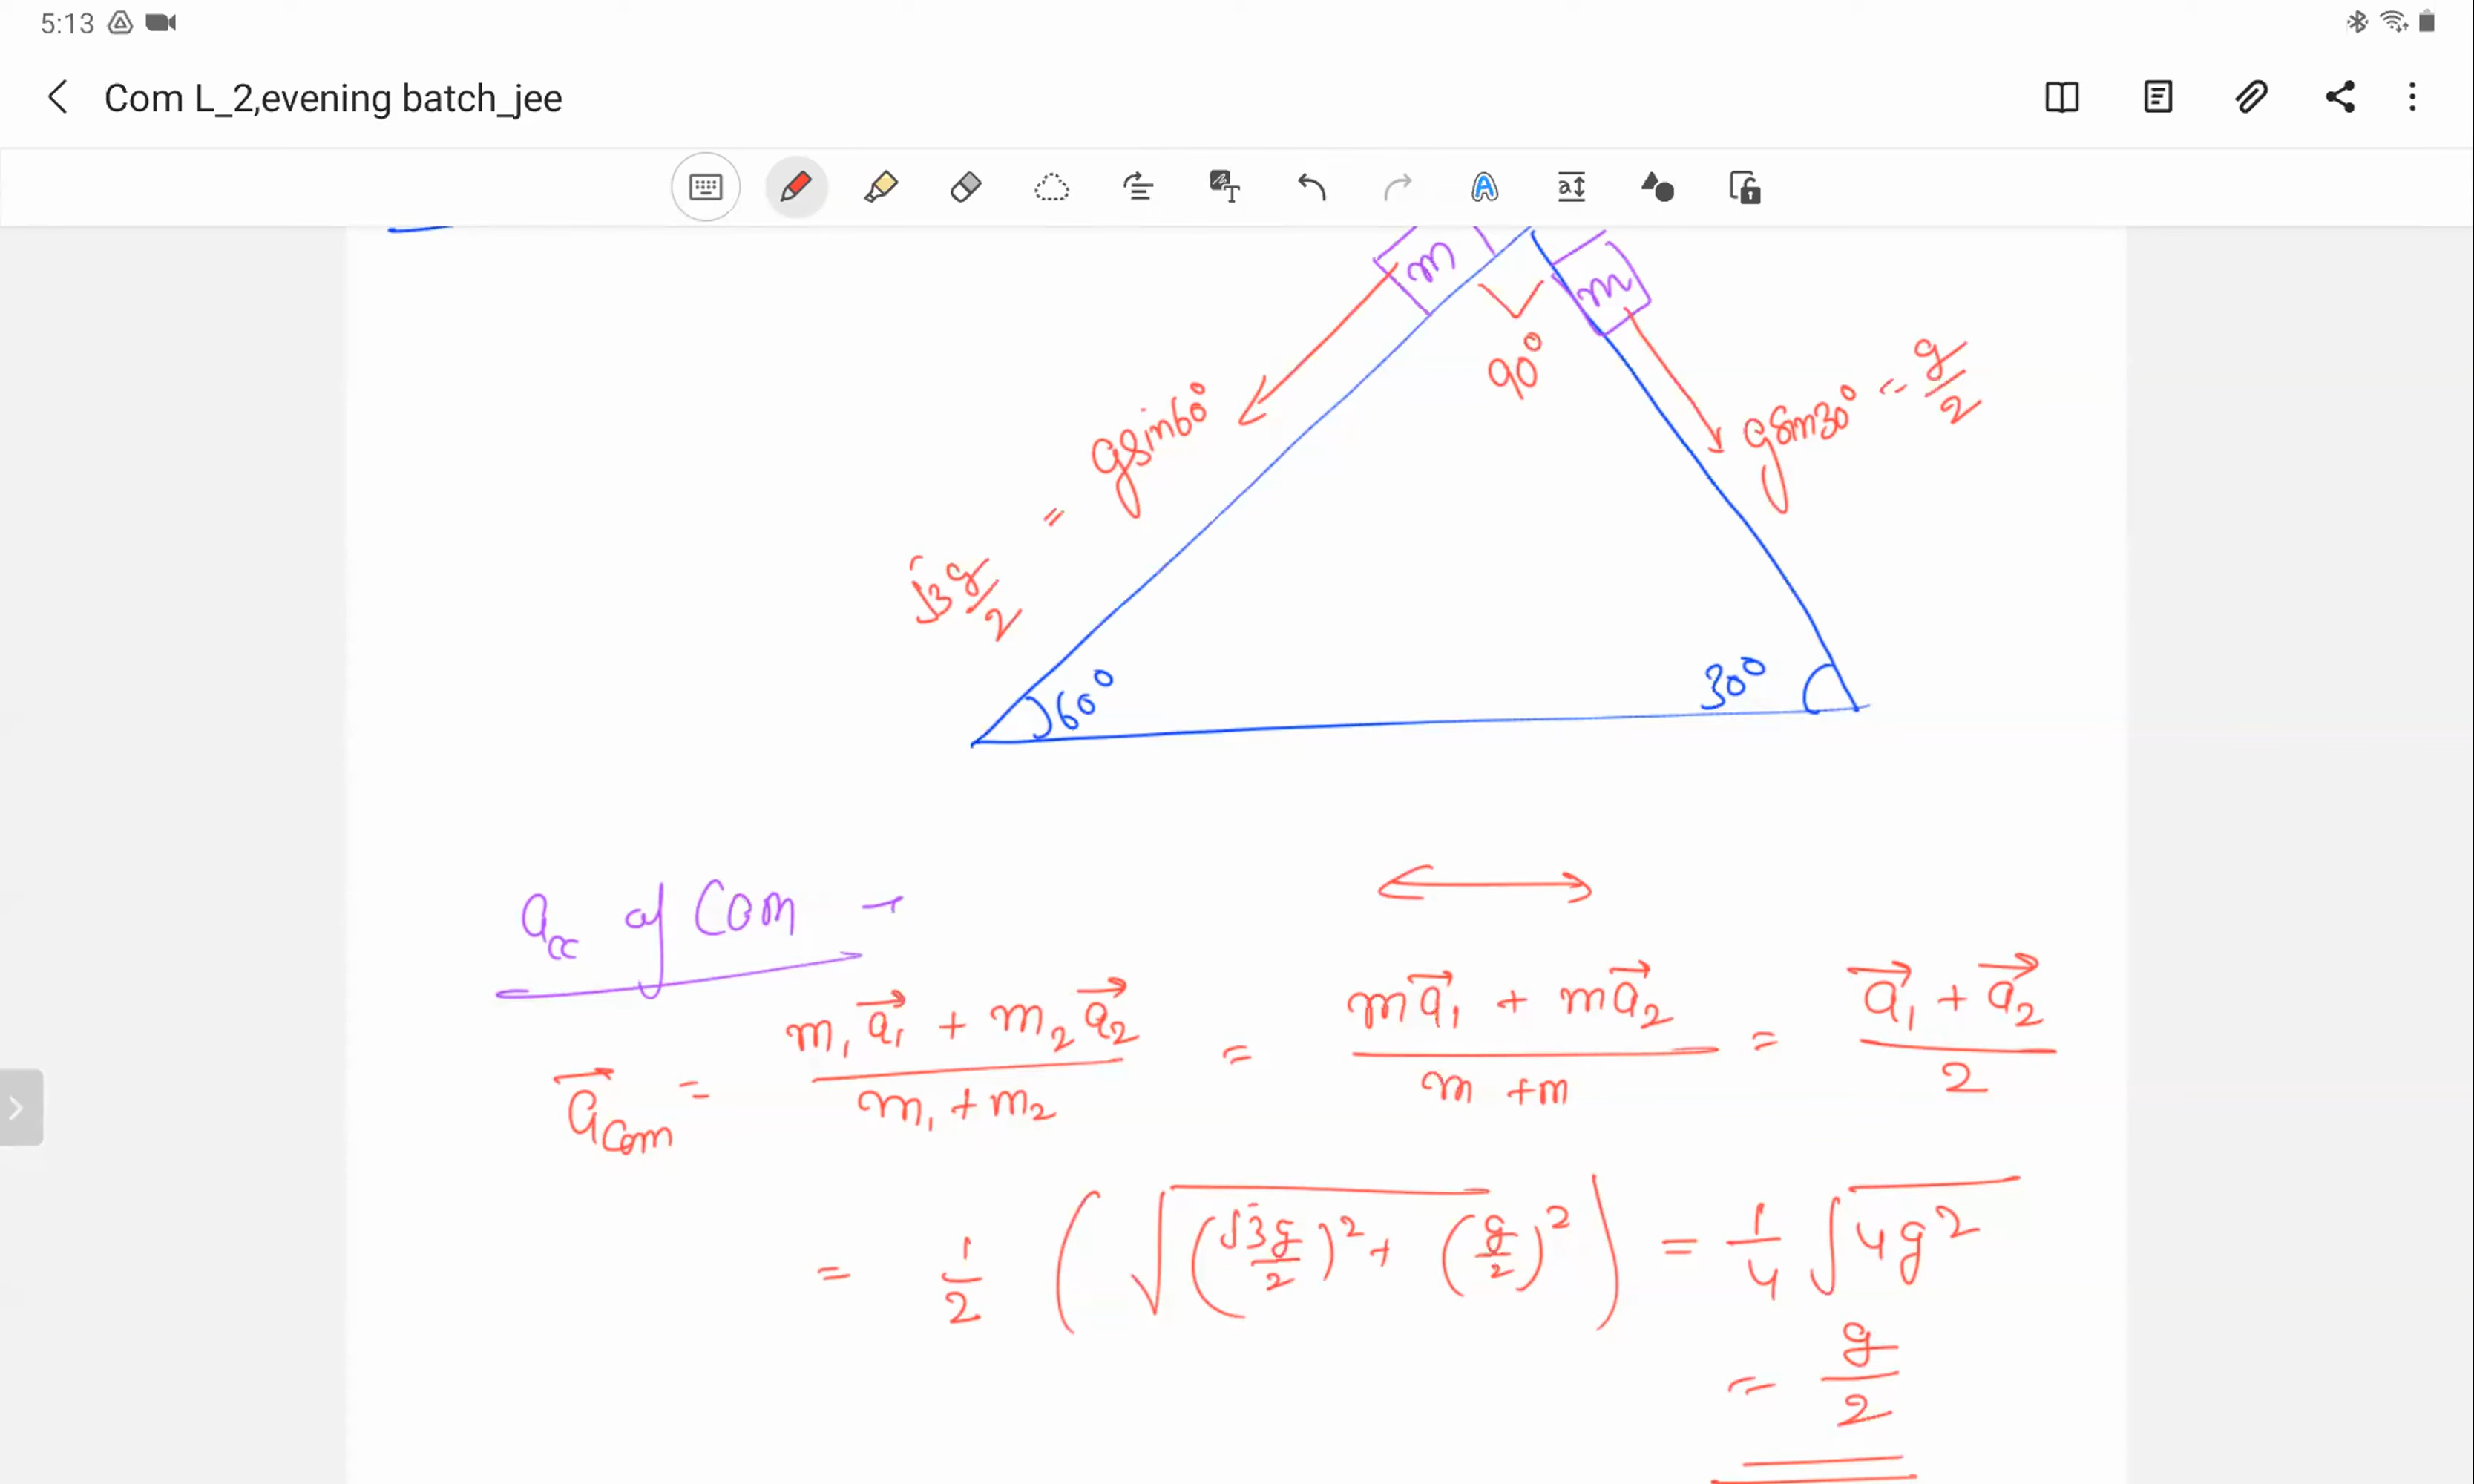 5:13
Com L_2,evening batch_jee
m
m
90°
g sin60°
=
√3g/2
g sin30° = g/2
60°
30°
acc of COM →
a⃗com = (m₁a⃗₁ + m₂a⃗₂)/(m₁ + m₂) = (ma⃗₁ + ma⃗₂)/(m + m) = (a⃗₁ + a⃗₂)/2
= 1/2 (√((√3g/2)² + (g/2)²)) = 1/4 √(4g²)
= g/2